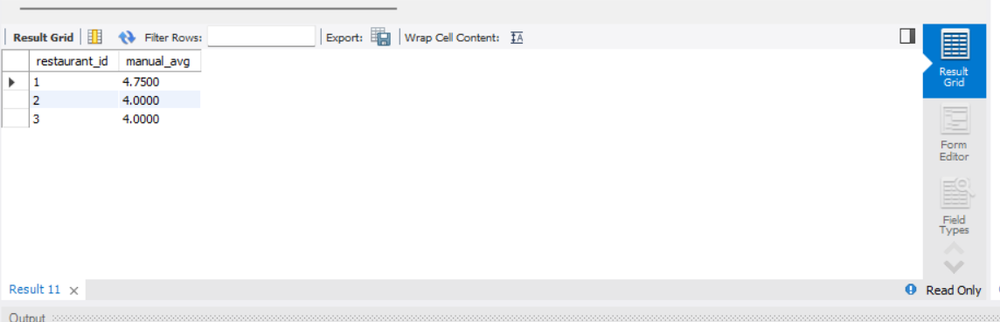 Result Grid Filter Rows: Export: Wrap Cell Content: IA
restaurant_id manual_avg
1 4.7500
2 4.0000
3 4.0000
Result
Grid
Form
Editor
Field
Types
Result 11 ×
Read Only
Output